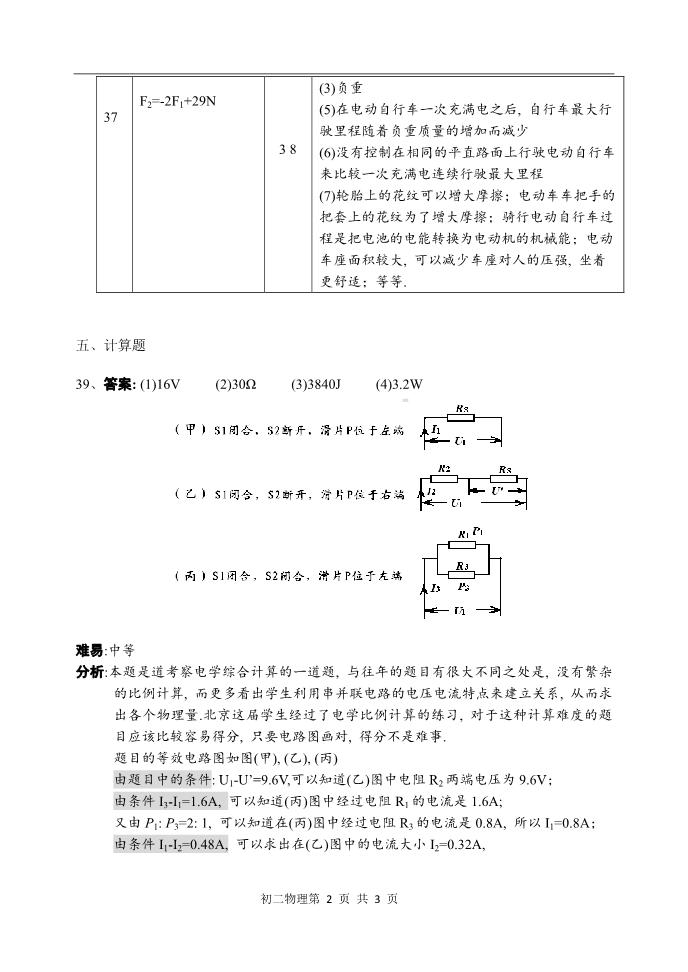 37
F₂=-2F₁+29N
3 8
(3)负重
(5)在电动自行车一次充满电之后, 自行车最大行
驶里程随着负重质量的增加而减少
(6)没有控制在相同的平直路面上行驶电动自行车
来比较一次充满电连续行驶最大里程
(7)轮胎上的花纹可以增大摩擦；电动车车把手的
把套上的花纹为了增大摩擦；骑行电动自行车过
程是把电池的电能转换为电动机的机械能；电动
车座面积较大, 可以减少车座对人的压强, 坐着
更舒适；等等.
五、计算题
39、答案: (1)16V (2)30Ω (3)3840J (4)3.2W
R3
(甲) S1闭合，S2断开，滑片P位于左端
I1
U1
R2 R3
(乙) S1闭合，S2断开，滑片P位于右端
I2 U'
U1
R1 P1
R3
(丙) S1闭合，S2闭合，滑片P位于左端
I3 P3
U1
难易:中等
分析:本题是道考察电学综合计算的一道题, 与往年的题目有很大不同之处是, 没有繁杂
的比例计算, 而更多看出学生利用串并联电路的电压电流特点来建立关系, 从而求
出各个物理量.北京这届学生经过了电学比例计算的练习, 对于这种计算难度的题
目应该比较容易得分, 只要电路图画对, 得分不是难事.
题目的等效电路图如图(甲), (乙), (丙)
由题目中的条件: U₁-U’=9.6V,可以知道(乙)图中电阻 R₂ 两端电压为 9.6V；
由条件 I₃-I₁=1.6A, 可以知道(丙)图中经过电阻 R₁ 的电流是 1.6A;
又由 P₁: P₃=2: 1, 可以知道在(丙)图中经过电阻 R₃ 的电流是 0.8A, 所以 I₁=0.8A；
由条件 I₁-I₂=0.48A, 可以求出在(乙)图中的电流大小 I₂=0.32A,
初二物理第 2 页 共 3 页